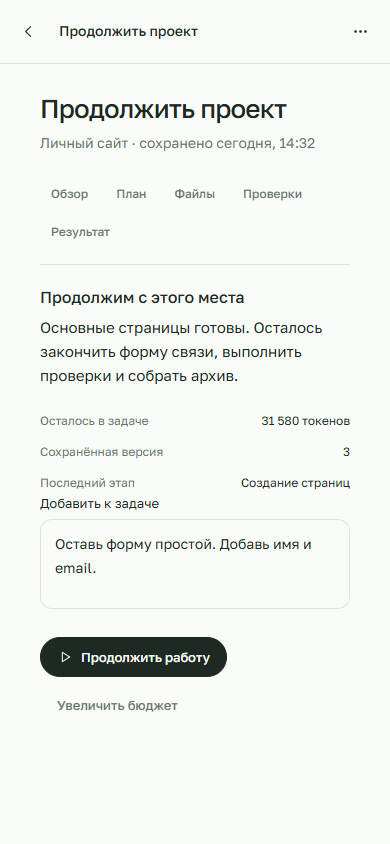 Продолжить проект
Продолжить проект
Личный сайт · сохранено сегодня, 14:32
Обзор План Файлы Проверки
Результат
Продолжим с этого места
Основные страницы готовы. Осталось
закончить форму связи, выполнить
проверки и собрать архив.
Осталось в задаче 31 580 токенов
Сохранённая версия 3
Последний этап Создание страниц
Добавить к задаче
Оставь форму простой. Добавь имя и
email.
Продолжить работу
Увеличить бюджет